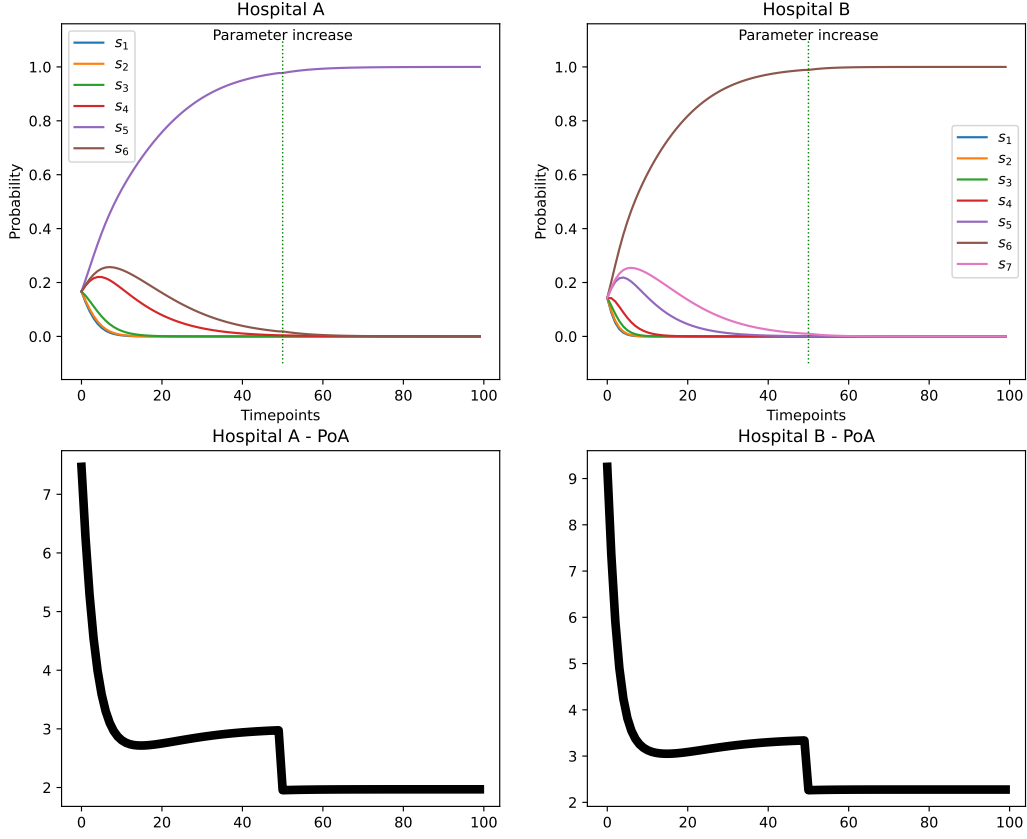 Hospital A
Parameter increase
s1
s2
s3
s4
s5
s6
1.0
0.8
0.6
0.4
0.2
0.0
Probability
0 20 40 60 80 100
Timepoints
Hospital B
Parameter increase
1.0
0.8
0.6
0.4
0.2
0.0
Probability
s1
s2
s3
s4
s5
s6
s7
0 20 40 60 80 100
Timepoints
Hospital A - PoA
7
6
5
4
3
2
0 20 40 60 80 100
Hospital B - PoA
9
8
7
6
5
4
3
2
0 20 40 60 80 100